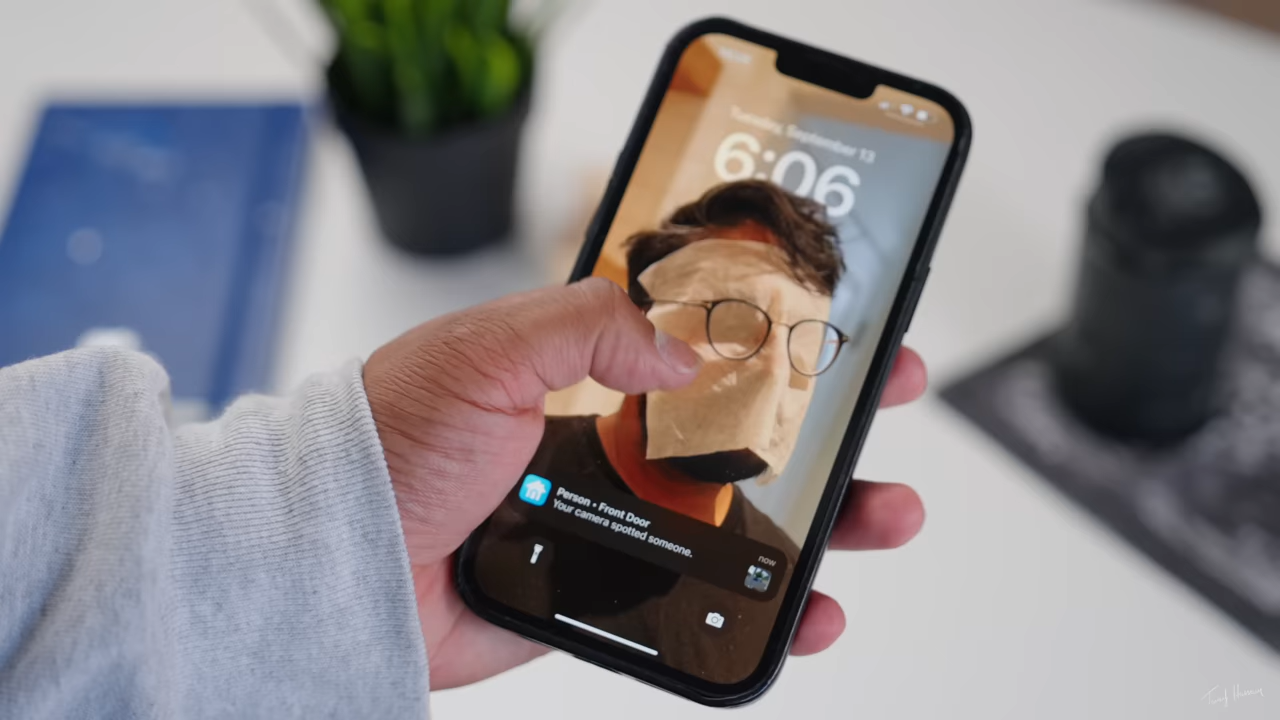 Tuesday, September 13
6:06
Person • Front Door
Your camera spotted someone.
now